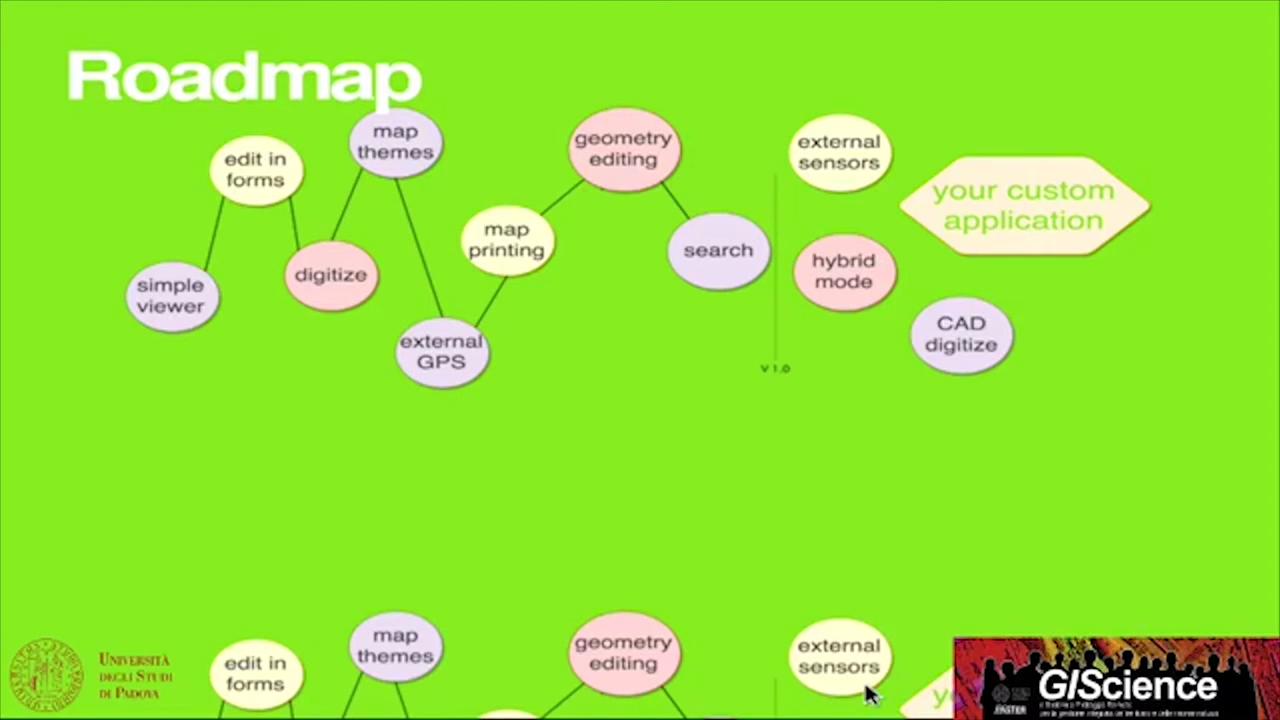 Roadmap
map
themes
edit in
forms
geometry
editing
external
sensors
your custom
application
map
printing
search
digitize
hybrid
mode
simple
viewer
external
GPS
CAD
digitize
V 1.0
map
themes
edit in
forms
geometry
editing
external
sensors
UNIVERSITÀ
DEGLI STUDI
DI PADOVA
GIScience
MASTER